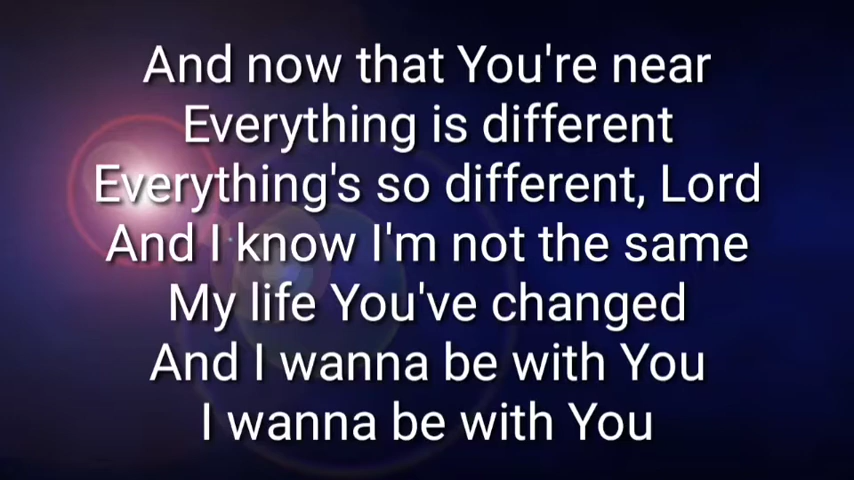 And now that You're near
Everything is different
Everything's so different, Lord
And I know I'm not the same
My life You've changed
And I wanna be with You
I wanna be with You